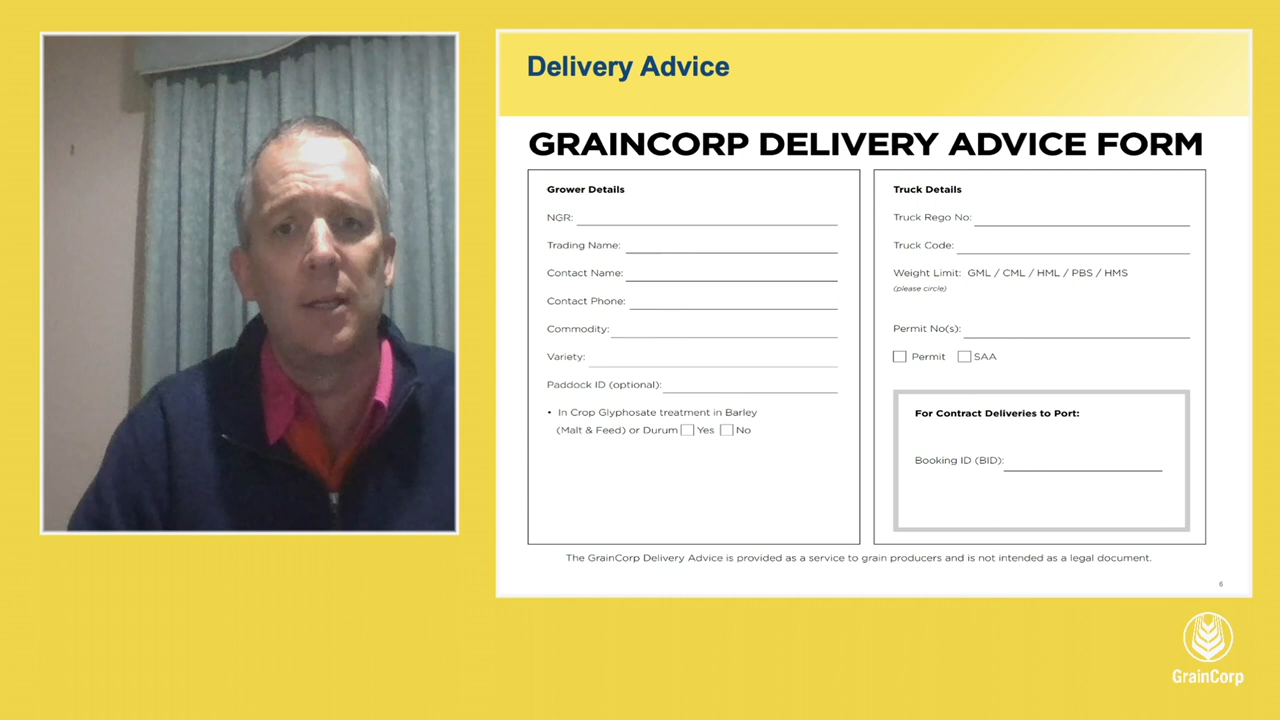 Delivery Advice
GRAINCORP DELIVERY ADVICE FORM
Grower Details
NGR:
Trading Name:
Contact Name:
Contact Phone:
Commodity:
Variety:
Paddock ID (optional):
• In Crop Glyphosate treatment in Barley
(Malt & Feed) or Durum Yes No
Truck Details
Truck Rego No:
Truck Code:
Weight Limit: GML / CML / HML / PBS / HMS
(please circle)
Permit No(s):
Permit SAA
For Contract Deliveries to Port:
Booking ID (BID):
The GrainCorp Delivery Advice is provided as a service to grain producers and is not intended as a legal document.
6
GrainCorp